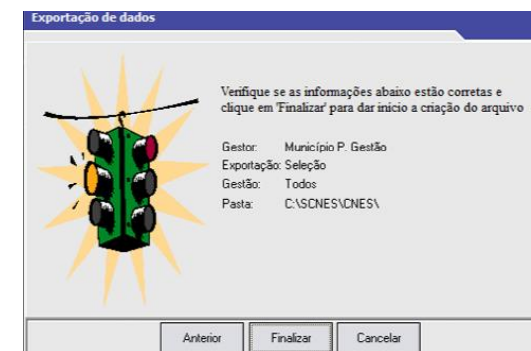 Exportação de dados
Verifique se as informações abaixo estão corretas e
clique em 'Finalizar' para dar inicio a criação do arquivo
Gestor: Município P. Gestão
Exportação: Seleção
Gestão: Todos
Pasta: C:\SCNES\CNES\
Anterior Finalizar Cancelar